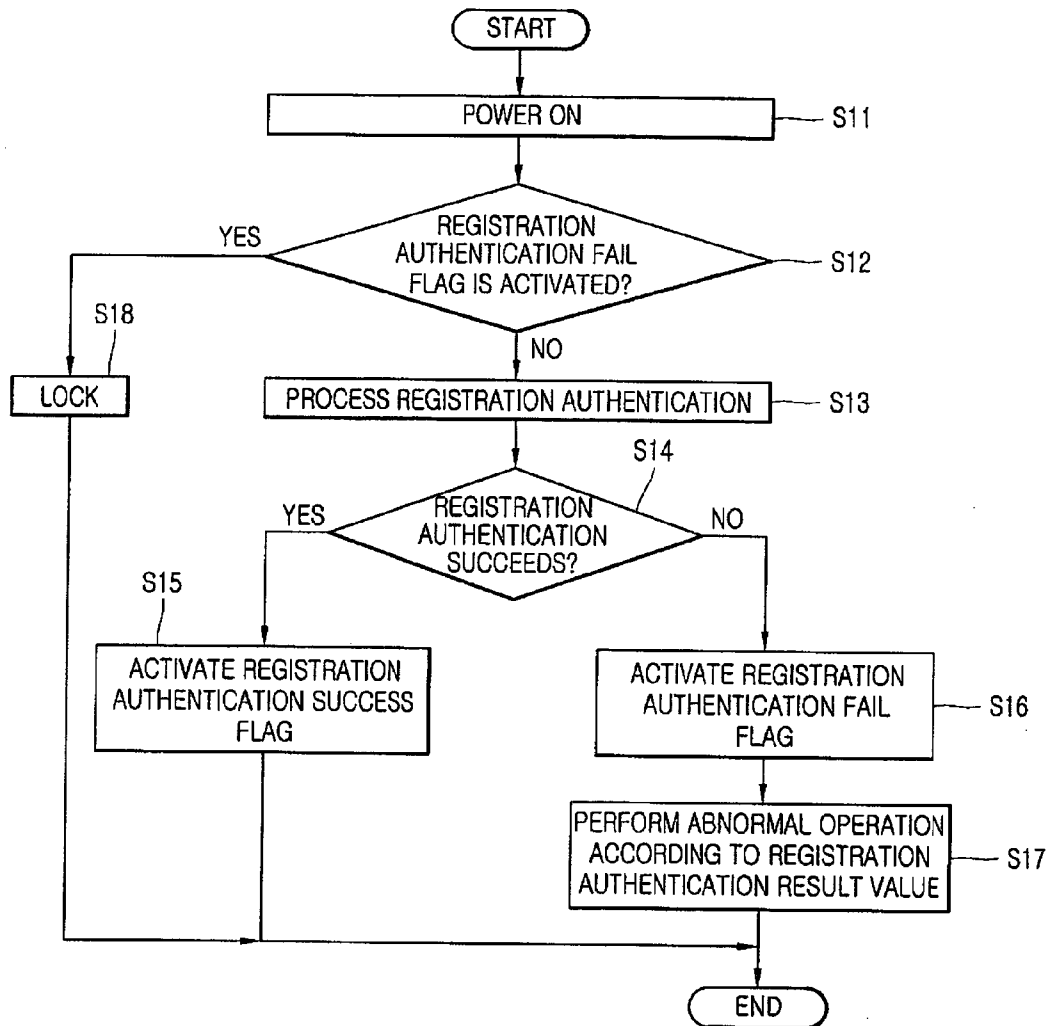 START
POWER ON
S11
REGISTRATION
AUTHENTICATION FAIL
FLAG IS ACTIVATED?
S12
YES
NO
S18
LOCK
PROCESS REGISTRATION AUTHENTICATION
S13
S14
REGISTRATION
AUTHENTICATION
SUCCEEDS?
YES
NO
S15
ACTIVATE REGISTRATION
AUTHENTICATION SUCCESS
FLAG
ACTIVATE REGISTRATION
AUTHENTICATION FAIL
FLAG
S16
PERFORM ABNORMAL OPERATION
ACCORDING TO REGISTRATION
AUTHENTICATION RESULT VALUE
S17
END